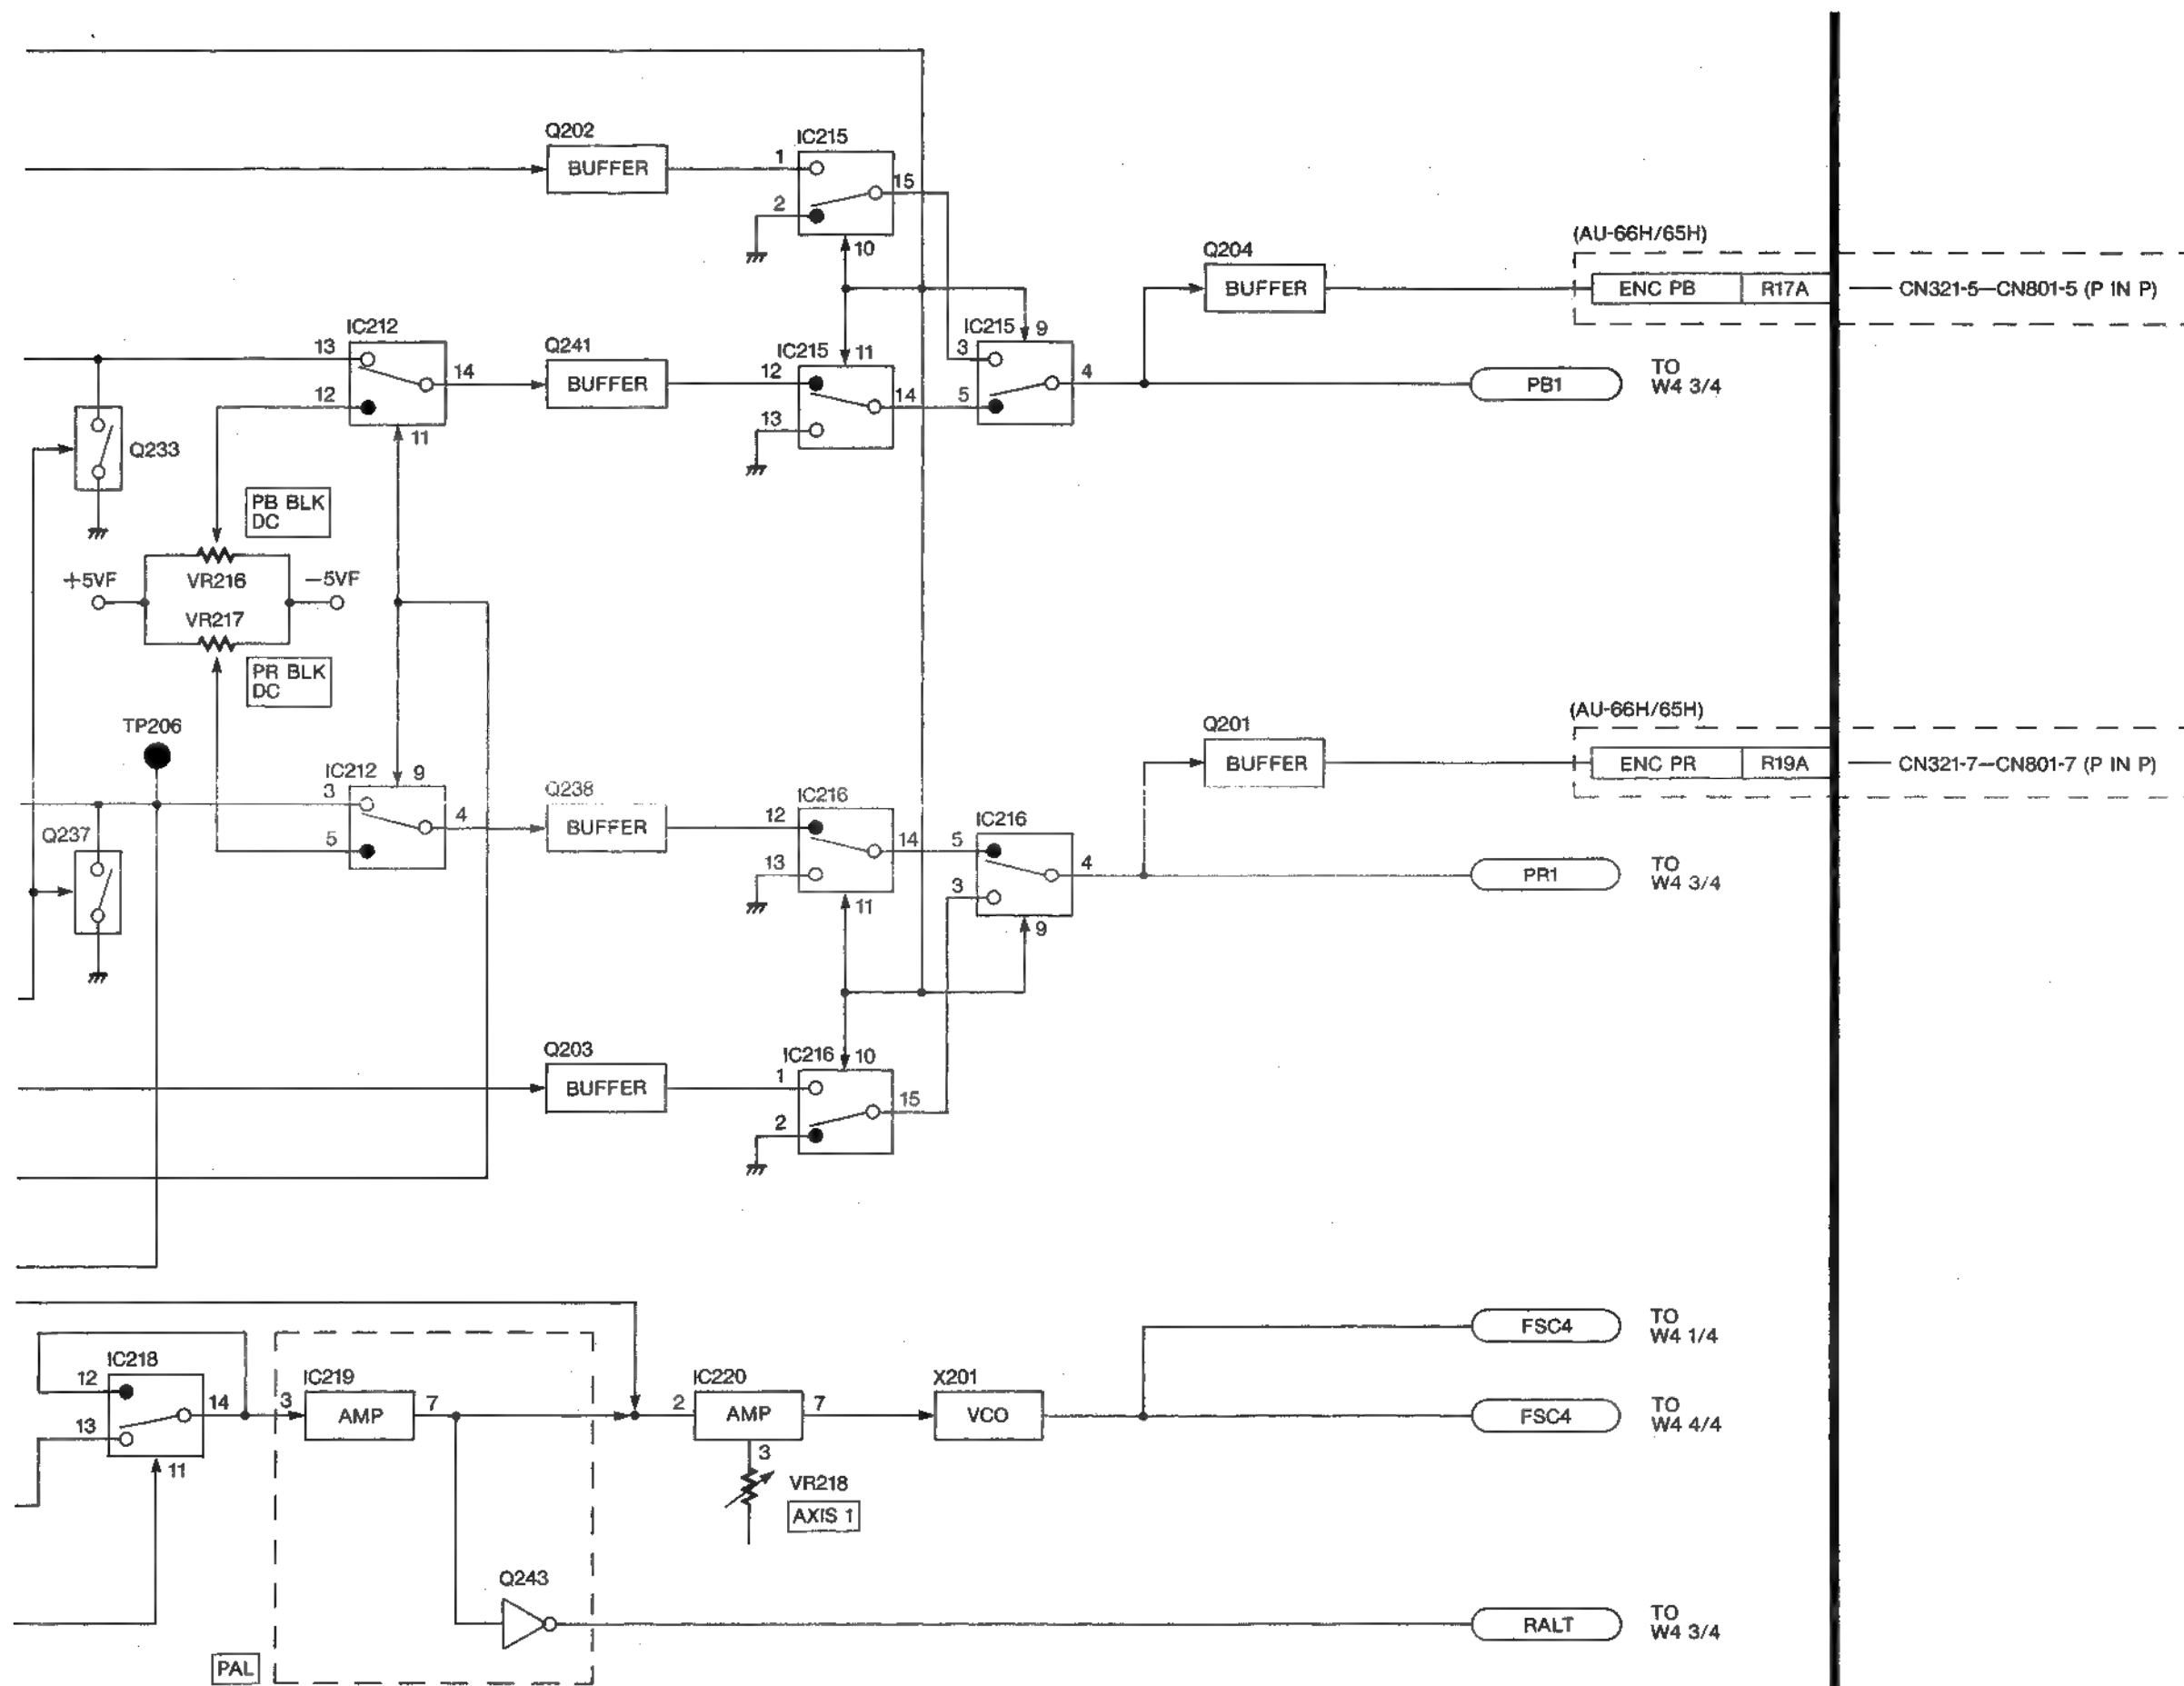 Q202
BUFFER
IC215
1
2
15
10
(AU-66H/65H)
Q204
BUFFER
ENC PB
R17A
CN321-5—CN801-5 (P IN P)
IC212
13
12
14
11
Q241
BUFFER
IC215
11
12
13
14
IC215
9
3
5
4
PB1
TO
W4 3/4
Q233
PB BLK
DC
+5VF
VR216
−5VF
VR217
PR BLK
DC
TP206
(AU-66H/65H)
Q201
BUFFER
ENC PR
R19A
CN321-7—CN801-7 (P IN P)
IC212
9
3
5
4
Q238
BUFFER
IC216
12
13
14
11
IC216
5
3
4
9
PR1
TO
W4 3/4
Q237
Q203
BUFFER
IC216
10
1
2
15
FSC4
TO
W4 1/4
IC218
12
13
14
11
IC219
3
AMP
7
IC220
2
AMP
7
3
X201
VCO
FSC4
TO
W4 4/4
VR218
AXIS 1
Q243
RALT
TO
W4 3/4
PAL